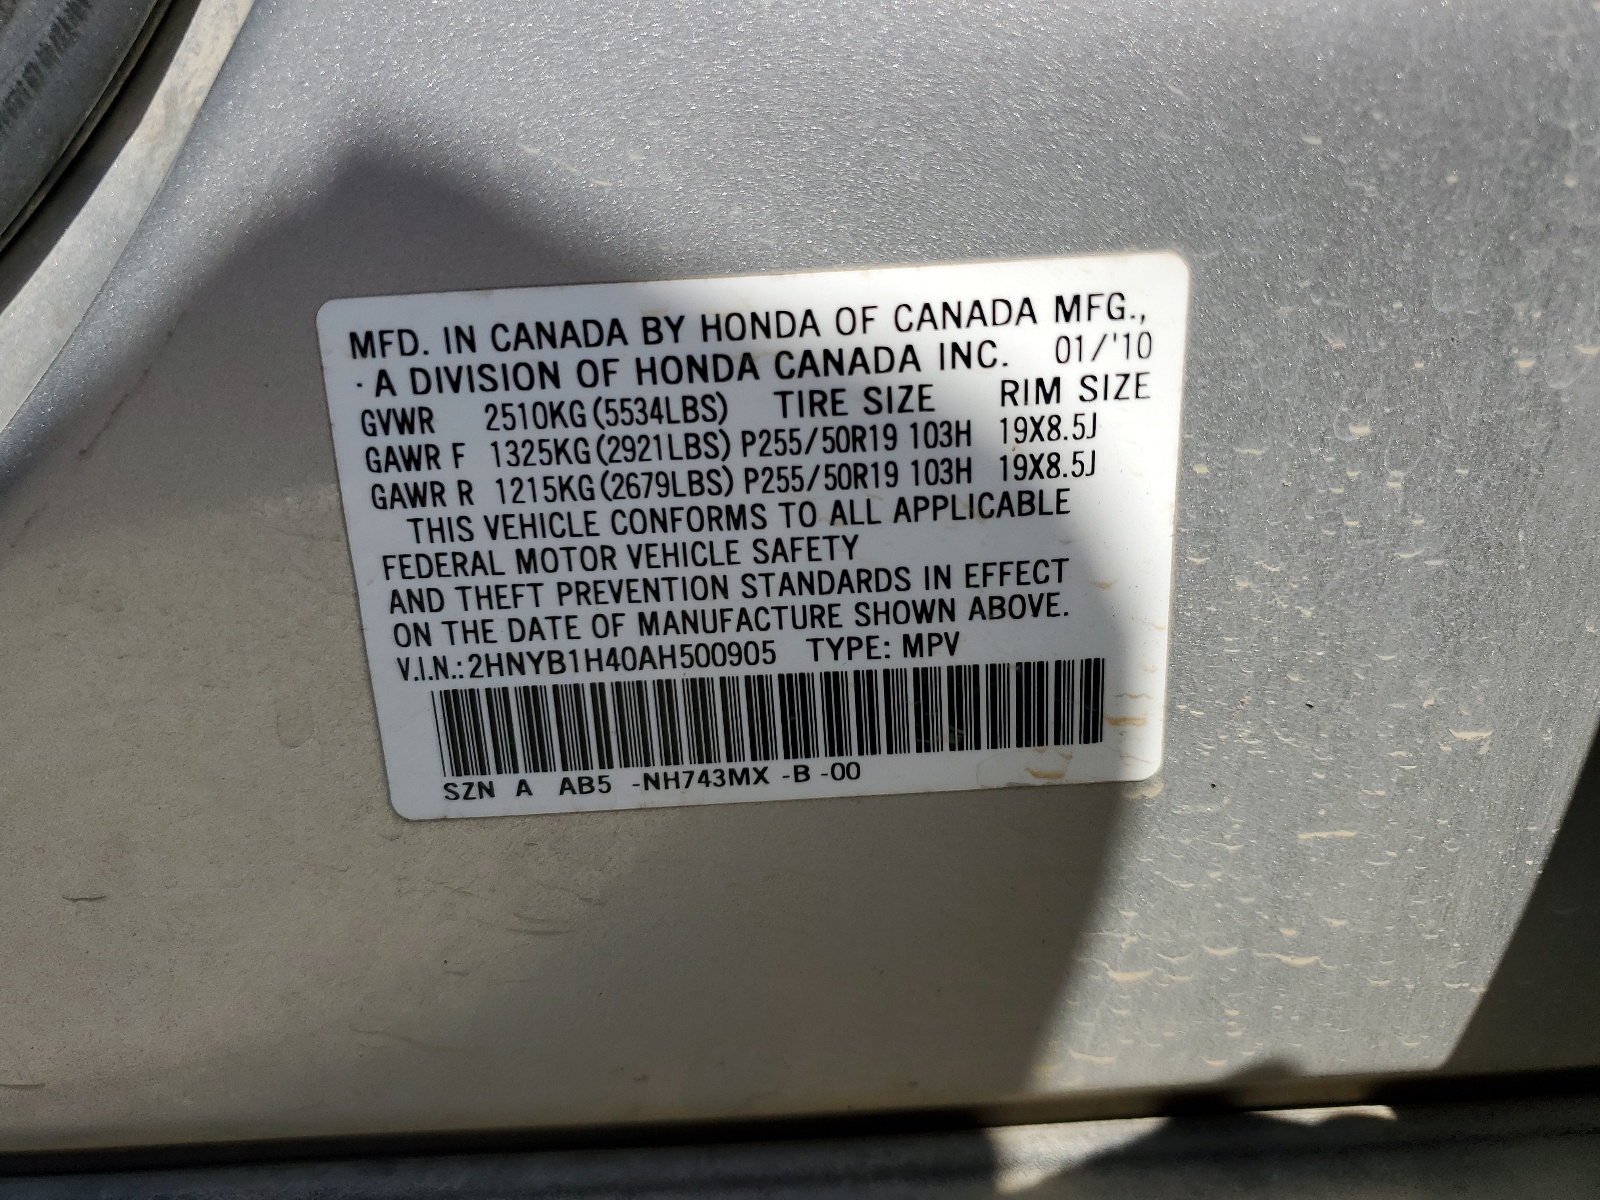 MFD. IN CANADA BY HONDA OF CANADA MFG.,
·A DIVISION OF HONDA CANADA INC. 01/'10
GVWR 2510KG(5534LBS) TIRE SIZE RIM SIZE
GAWR F 1325KG(2921LBS) P255/50R19 103H 19X8.5J
GAWR R 1215KG(2679LBS) P255/50R19 103H 19X8.5J
THIS VEHICLE CONFORMS TO ALL APPLICABLE
FEDERAL MOTOR VEHICLE SAFETY
AND THEFT PREVENTION STANDARDS IN EFFECT
ON THE DATE OF MANUFACTURE SHOWN ABOVE.
V.I.N.: 2HNYB1H40AH500905 TYPE: MPV
SZN A AB5 -NH743MX -B -00